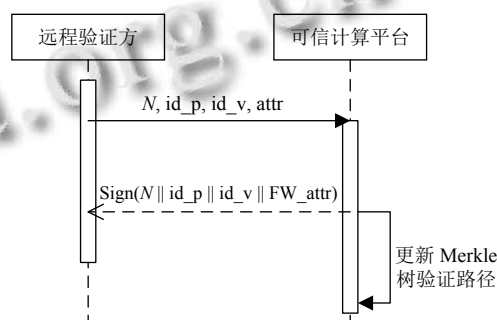 远程验证方
可信计算平台
N, id_p, id_v, attr
Sign(N || id_p || id_v || FW_attr)
更新 Merkle
树验证路径
.org.